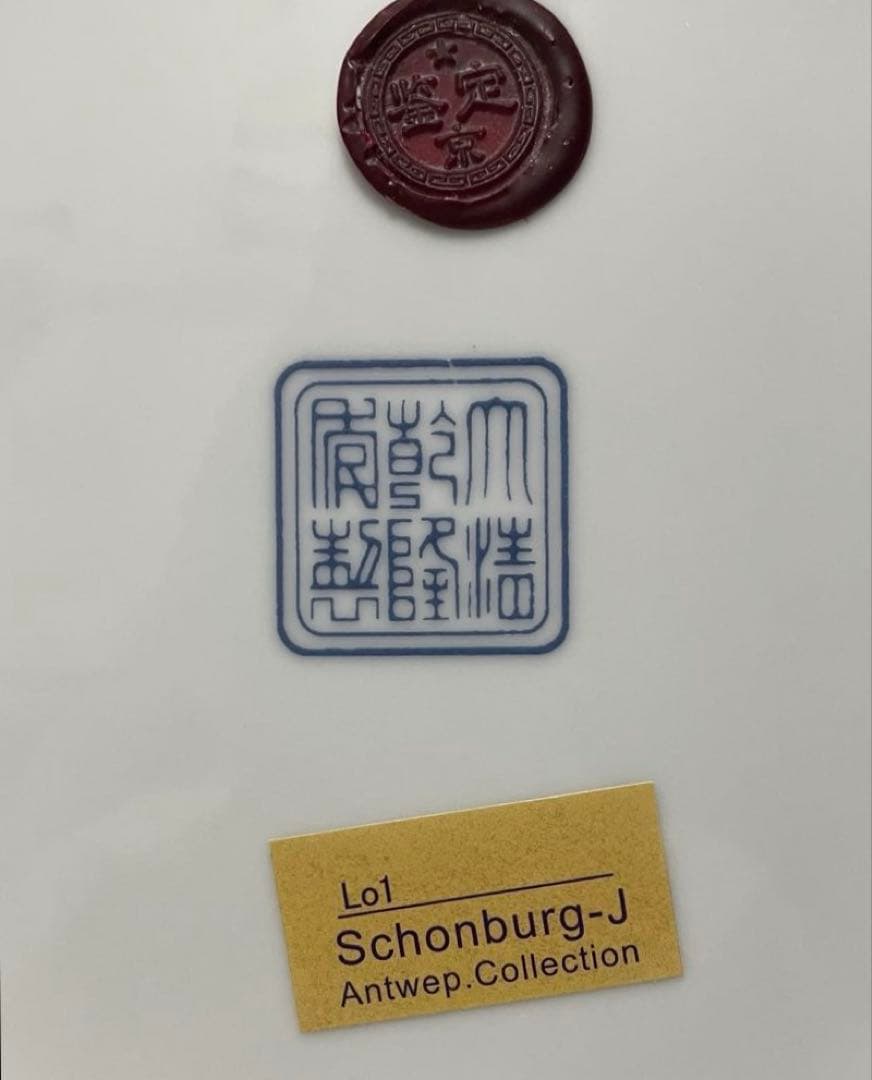 鉴定
京
大清
乾隆
年製
Lo1
Schonburg-J
Antwep.Collection